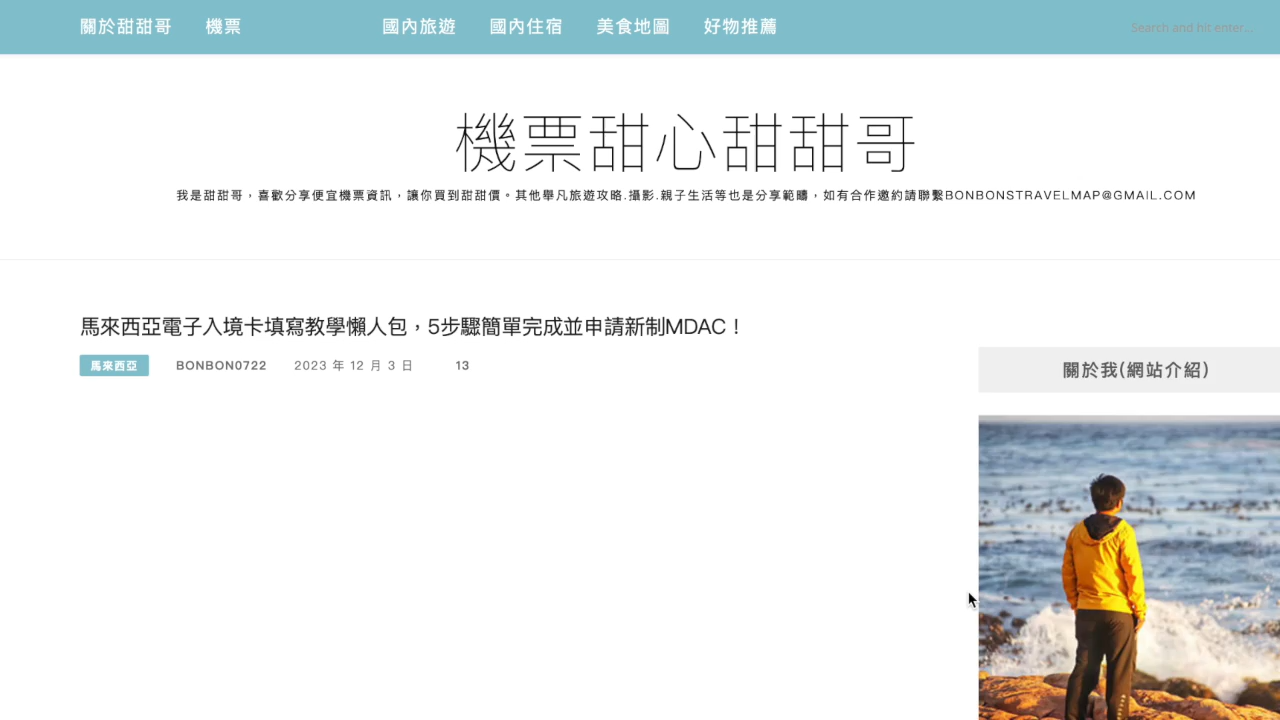 關於甜甜哥 機票 國內旅遊 國內住宿 美食地圖 好物推薦 Search and hit enter...
機票甜心甜甜哥
我是甜甜哥，喜歡分享便宜機票資訊，讓你買到甜甜價。其他舉凡旅遊攻略.攝影.親子生活等也是分享範疇，如有合作邀約請聯繫BONBONSTRAVELMAP@GMAIL.COM
馬來西亞電子入境卡填寫教學懶人包，5步驟簡單完成並申請新制MDAC！
馬來西亞 BONBON0722 2023 年 12 月 3 日 13
關於我(網站介紹)